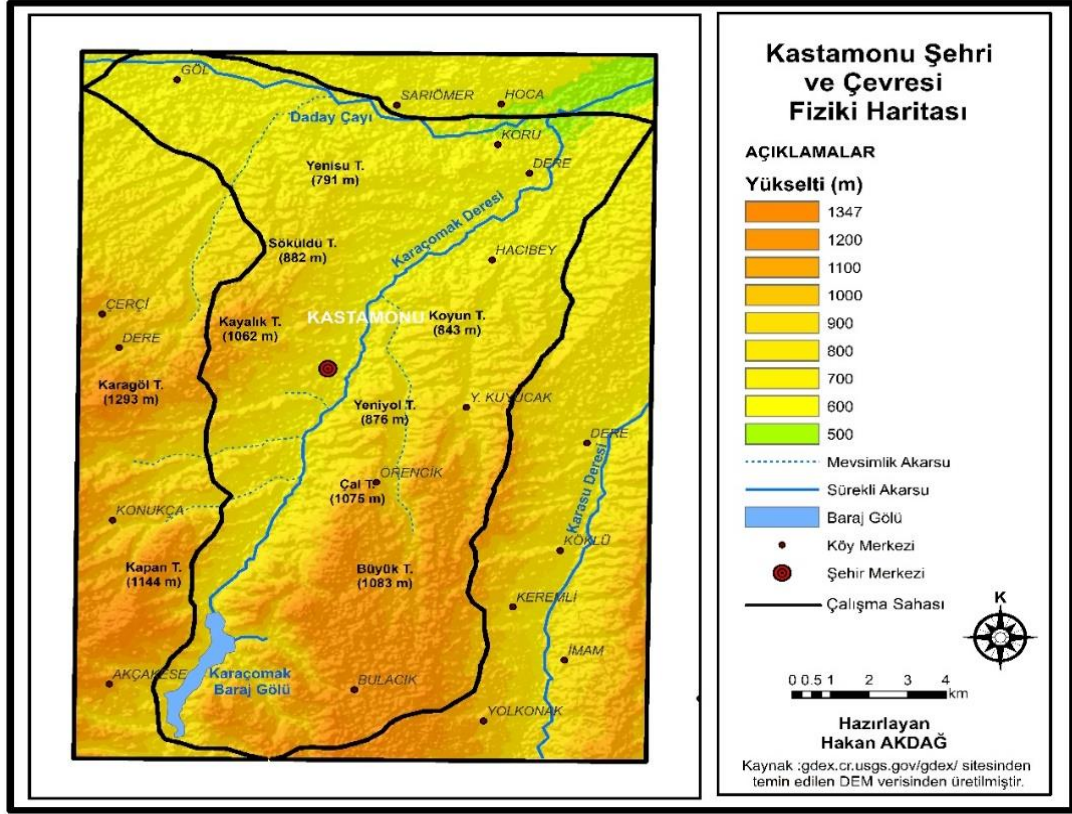 GÖL
SARIÖMER
HOCA
Daday Çayı
KORU
DERE
Yenisu T.
(791 m)
Karaçomak Deresi
Söküldü T.
(882 m)
HACIBEY
ÇERÇİ
KASTAMONU
Koyun T.
(843 m)
Kayalık T.
(1062 m)
DERE
Karagöl T.
(1293 m)
Y. KUYUCAK
Yeniyol T.
(876 m)
DERE
ÖRENCİK
Çal T.
(1075 m)
Karasu Deresi
KONUKÇA
KÖKLÜ
Kapan T.
(1144 m)
Büyük T.
(1083 m)
KEREMLİ
İMAM
AKÇAKESE
Karaçomak
Baraj Gölü
BULACIK
YOLKONAK
Kastamonu Şehri
ve Çevresi
Fiziki Haritası
AÇIKLAMALAR
Yükselti (m)
1347
1200
1100
1000
900
800
700
600
500
Mevsimlik Akarsu
Sürekli Akarsu
Baraj Gölü
Köy Merkezi
Şehir Merkezi
Çalışma Sahası
K
0 0.5 1 2 3 4
km
Hazırlayan
Hakan AKDAĞ
Kaynak :gdex.cr.usgs.gov/gdex/ sitesinden
temin edilen DEM verisinden üretilmiştir.